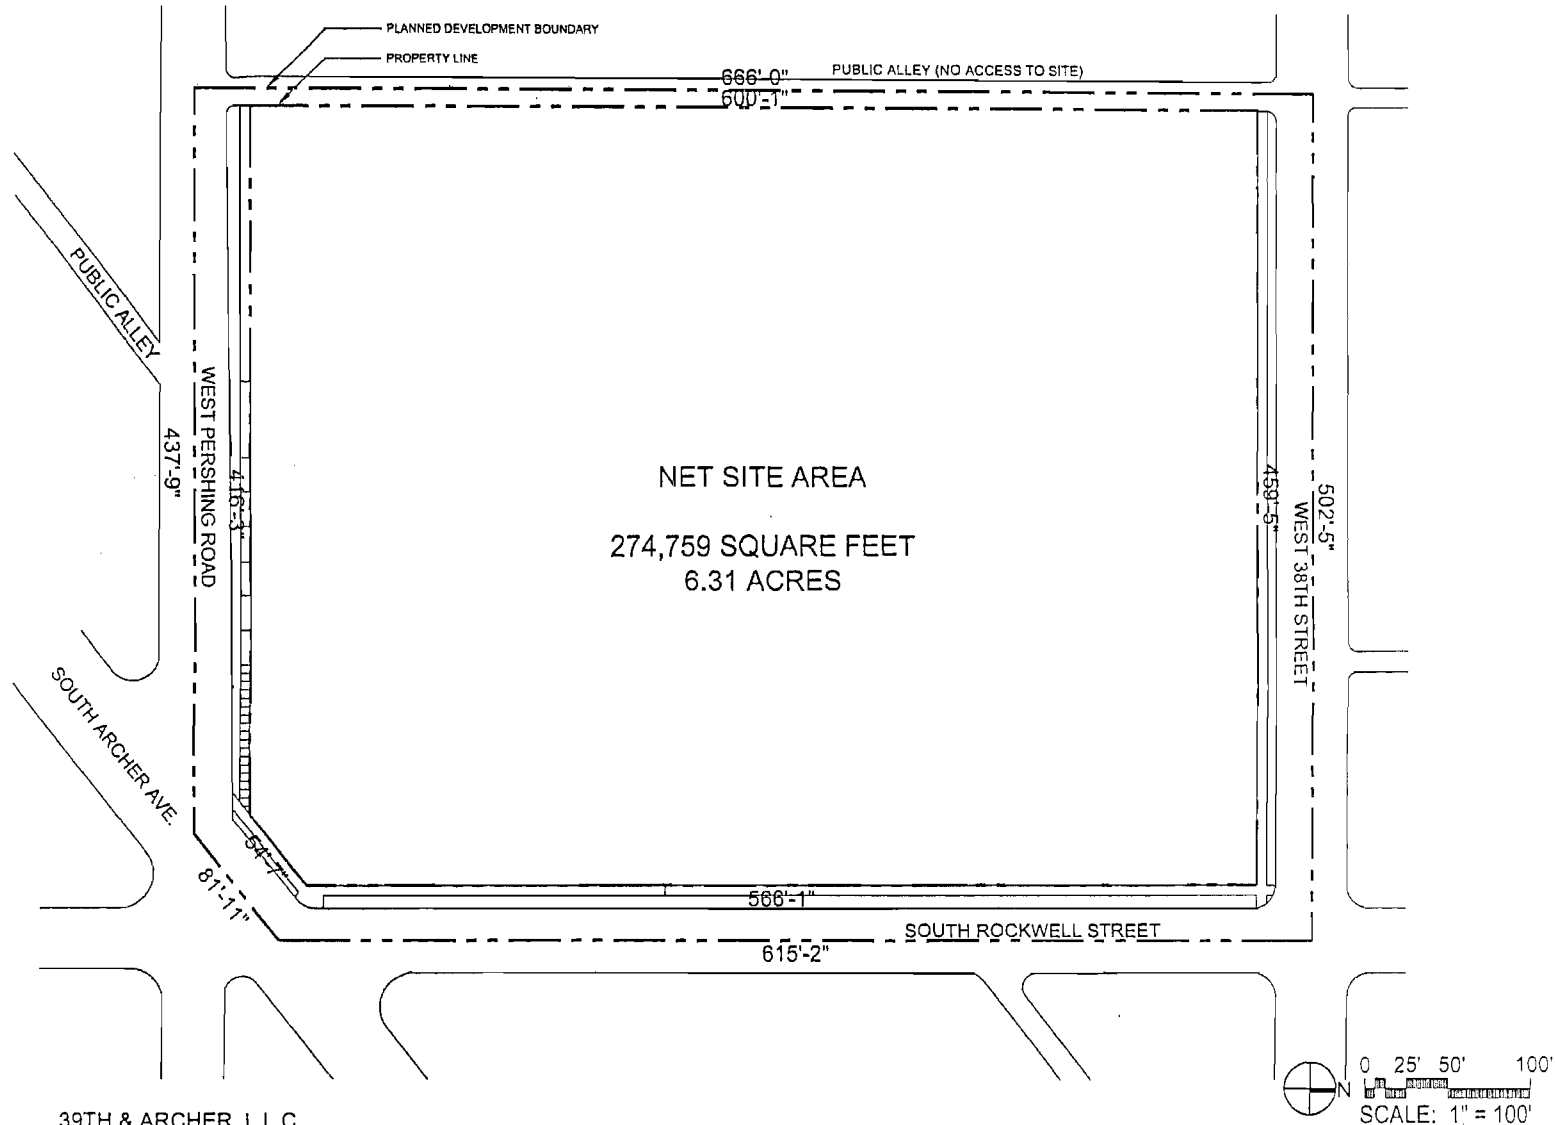 PLANNED DEVELOPMENT BOUNDARY
PROPERTY LINE
666'-0"
PUBLIC ALLEY (NO ACCESS TO SITE)
600'-1"
PUBLIC ALLEY
WEST PERSHING ROAD
437'-9"
416'-3"
NET SITE AREA
274,759 SQUARE FEET
6.31 ACRES
459'-5"
502'-5"
WEST 38TH STREET
SOUTH ARCHER AVE.
54'-7"
81'-11"
566'-1"
SOUTH ROCKWELL STREET
615'-2"
N
0 25' 50' 100'
SCALE: 1" = 100'
39TH & ARCHER, L.L.C.